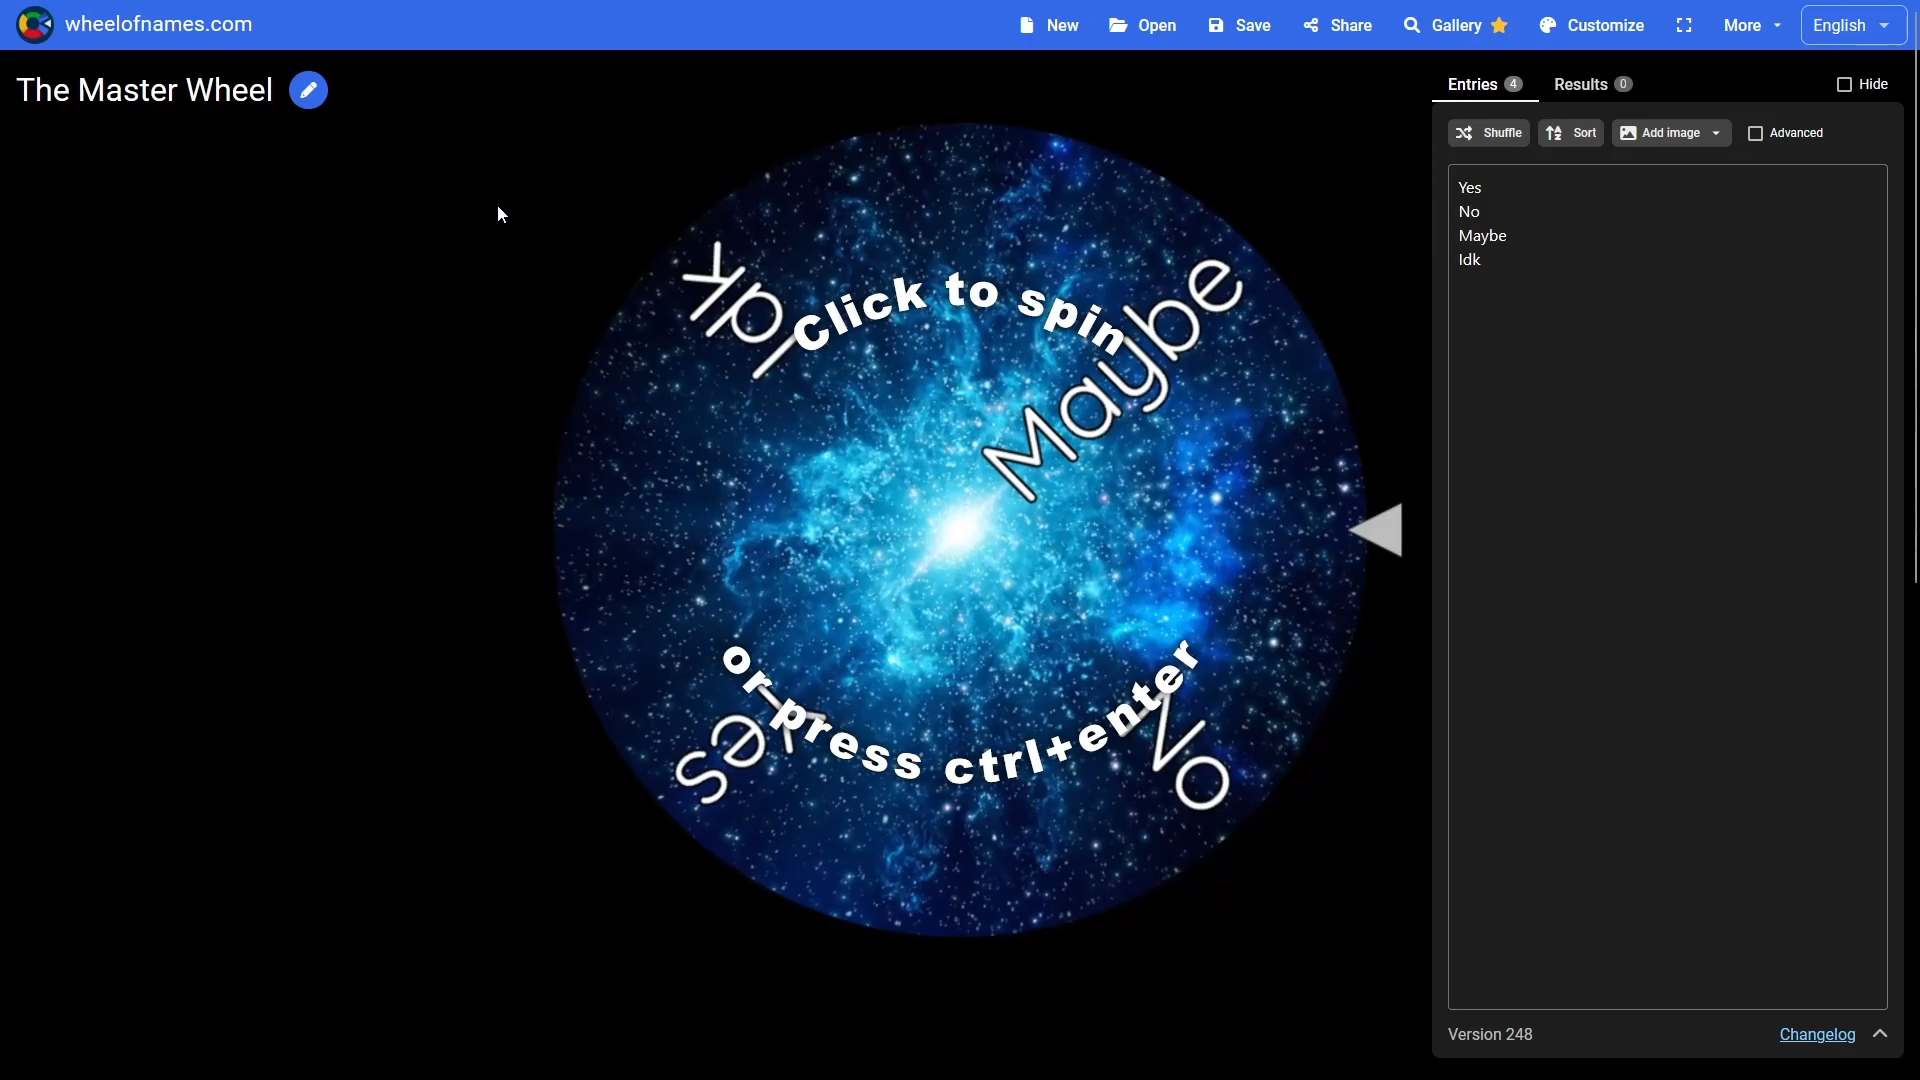 wheelofnames.com
New
Open
Save
Share
Gallery
Customize
More
English
The Master Wheel
Entries 4
Results 0
Hide
Shuffle
Sort
Add image
Advanced
Yes
No
Maybe
Idk
Click to spin
or press ctrl+enter
Idk
Maybe
Yes
No
Version 248
Changelog